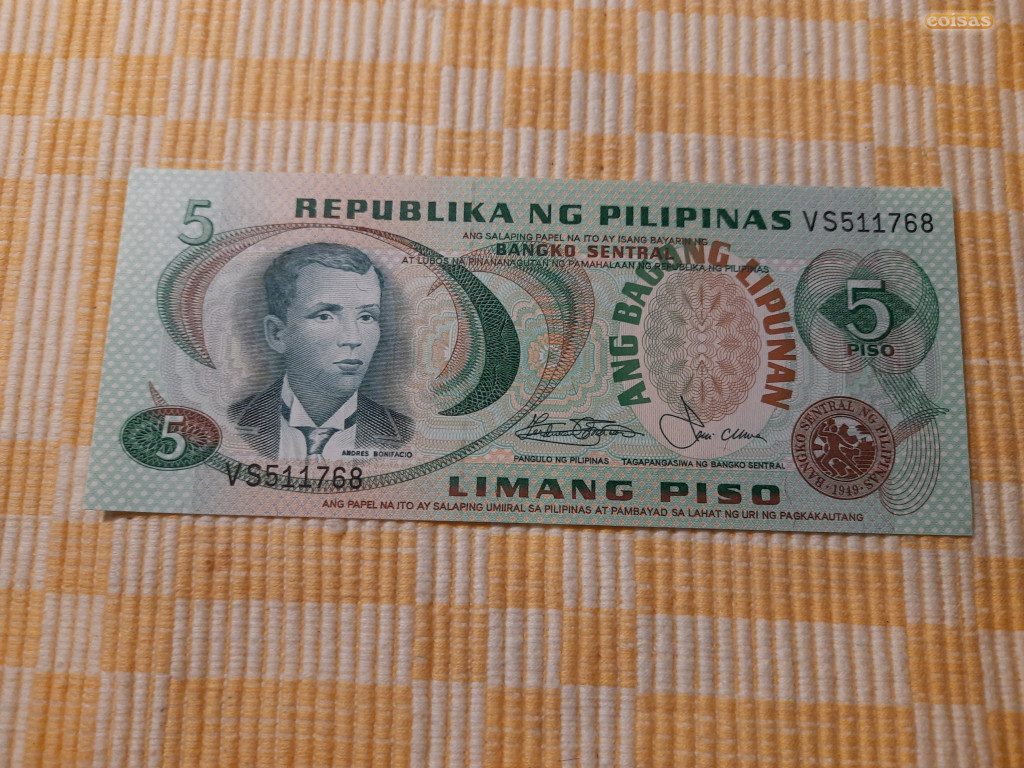 coisas
5
REPUBLIKA NG PILIPINAS VS511768
ANG SALAPING PAPEL NA ITO AY ISANG BAYARIN NG
BANGKO SENTRAL
AT LUBOS NA PINANANAGUTAN NG PAMAHALAAN NG REPUBLIKA NG PILIPINAS
ANG BAGONG LIPUNAN
5
PISO
5
ANDRES BONIFACIO
PANGULO NG PILIPINAS TAGAPANGASIWA NG BANGKO SENTRAL
BANGKO SENTRAL NG PILIPINAS
1949
VS511768
LIMANG PISO
ANG PAPEL NA ITO AY SALAPING UMIIRAL SA PILIPINAS AT PAMBAYAD SA LAHAT NG URI NG PAGKAKAUTANG